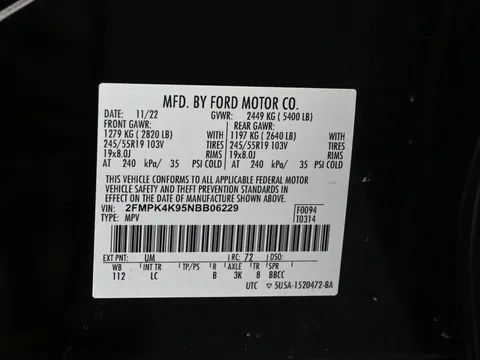 MFD. BY FORD MOTOR CO.
DATE: 11/22 GVWR: 2449 KG ( 5400 LB)
FRONT GAWR: REAR GAWR:
1279 KG ( 2820 LB) WITH 1197 KG ( 2640 LB) WITH
245/55R19 103V TIRES 245/55R19 103V TIRES
19x8.0J RIMS 19x8.0J RIMS
AT 240 kPa/ 35 PSI COLD AT 240 kPa/ 35 PSI COLD
THIS VEHICLE CONFORMS TO ALL APPLICABLE FEDERAL MOTOR
VEHICLE SAFETY AND THEFT PREVENTION STANDARDS IN
EFFECT ON THE DATE OF MANUFACTURE SHOWN ABOVE.
VIN: 2FMPK4K95NBB06229 F0094
TYPE: MPV T0314
EXT PNT: UM RC: 72 DSO:
WB INT TR TP/PS R AXLE TR SPR
112 LC B 3K 8 BBCC
UTC 5U5A-1520472-BA